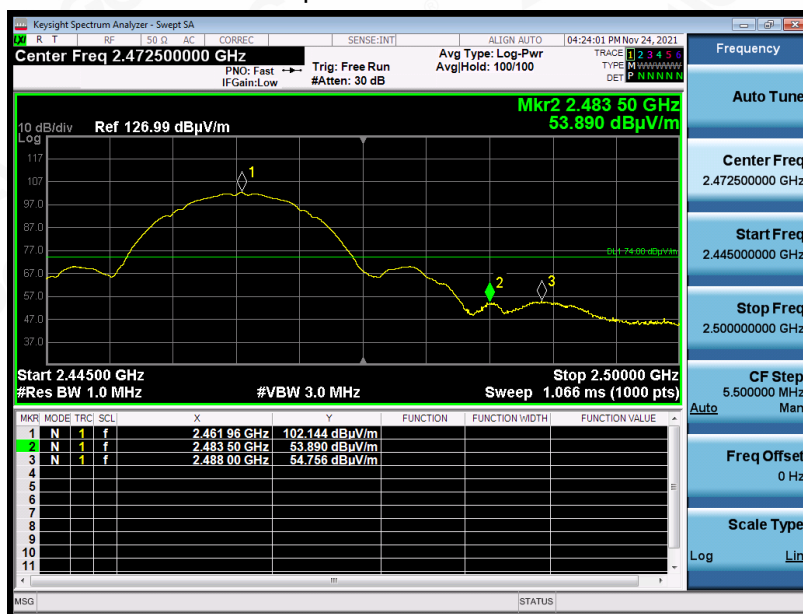 Keysight Spectrum Analyzer - Swept SA
LXI R T RF 50 Ω AC CORREC SENSE:INT ALIGN AUTO 04:24:01 PM Nov 24, 2021
Center Freq 2.472500000 GHz
PNO: Fast
IFGain:Low
Trig: Free Run
#Atten: 30 dB
Avg Type: Log-Pwr
Avg|Hold: 100/100
TRACE 1 2 3 4 5 6
TYPE M WWWWW
DET P N N N N N
Mkr2 2.483 50 GHz
53.890 dBµV/m
10 dB/div Ref 126.99 dBµV/m
Log
117
107
97.0
87.0
77.0
67.0
57.0
47.0
37.0
1
2
3
DL1 74.00 dBµV/m
Start 2.44500 GHz Stop 2.50000 GHz
#Res BW 1.0 MHz #VBW 3.0 MHz Sweep 1.066 ms (1000 pts)
MKR MODE TRC SCL X Y FUNCTION FUNCTION WIDTH FUNCTION VALUE
1 N 1 f 2.461 96 GHz 102.144 dBµV/m
2 N 1 f 2.483 50 GHz 53.890 dBµV/m
3 N 1 f 2.488 00 GHz 54.756 dBµV/m
4
5
6
7
8
9
10
11
MSG STATUS
Frequency
Auto Tune
Center Freq
2.472500000 GHz
Start Freq
2.445000000 GHz
Stop Freq
2.500000000 GHz
CF Step
5.500000 MHz
Auto Man
Freq Offset
0 Hz
Scale Type
Log Lin